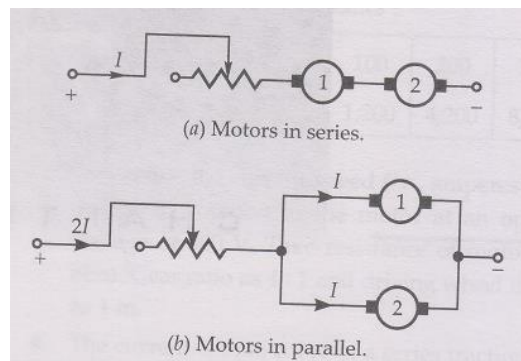 I
1
2
+
−
(a) Motors in series.
2I
I
1
+
−
I
2
(b) Motors in parallel.